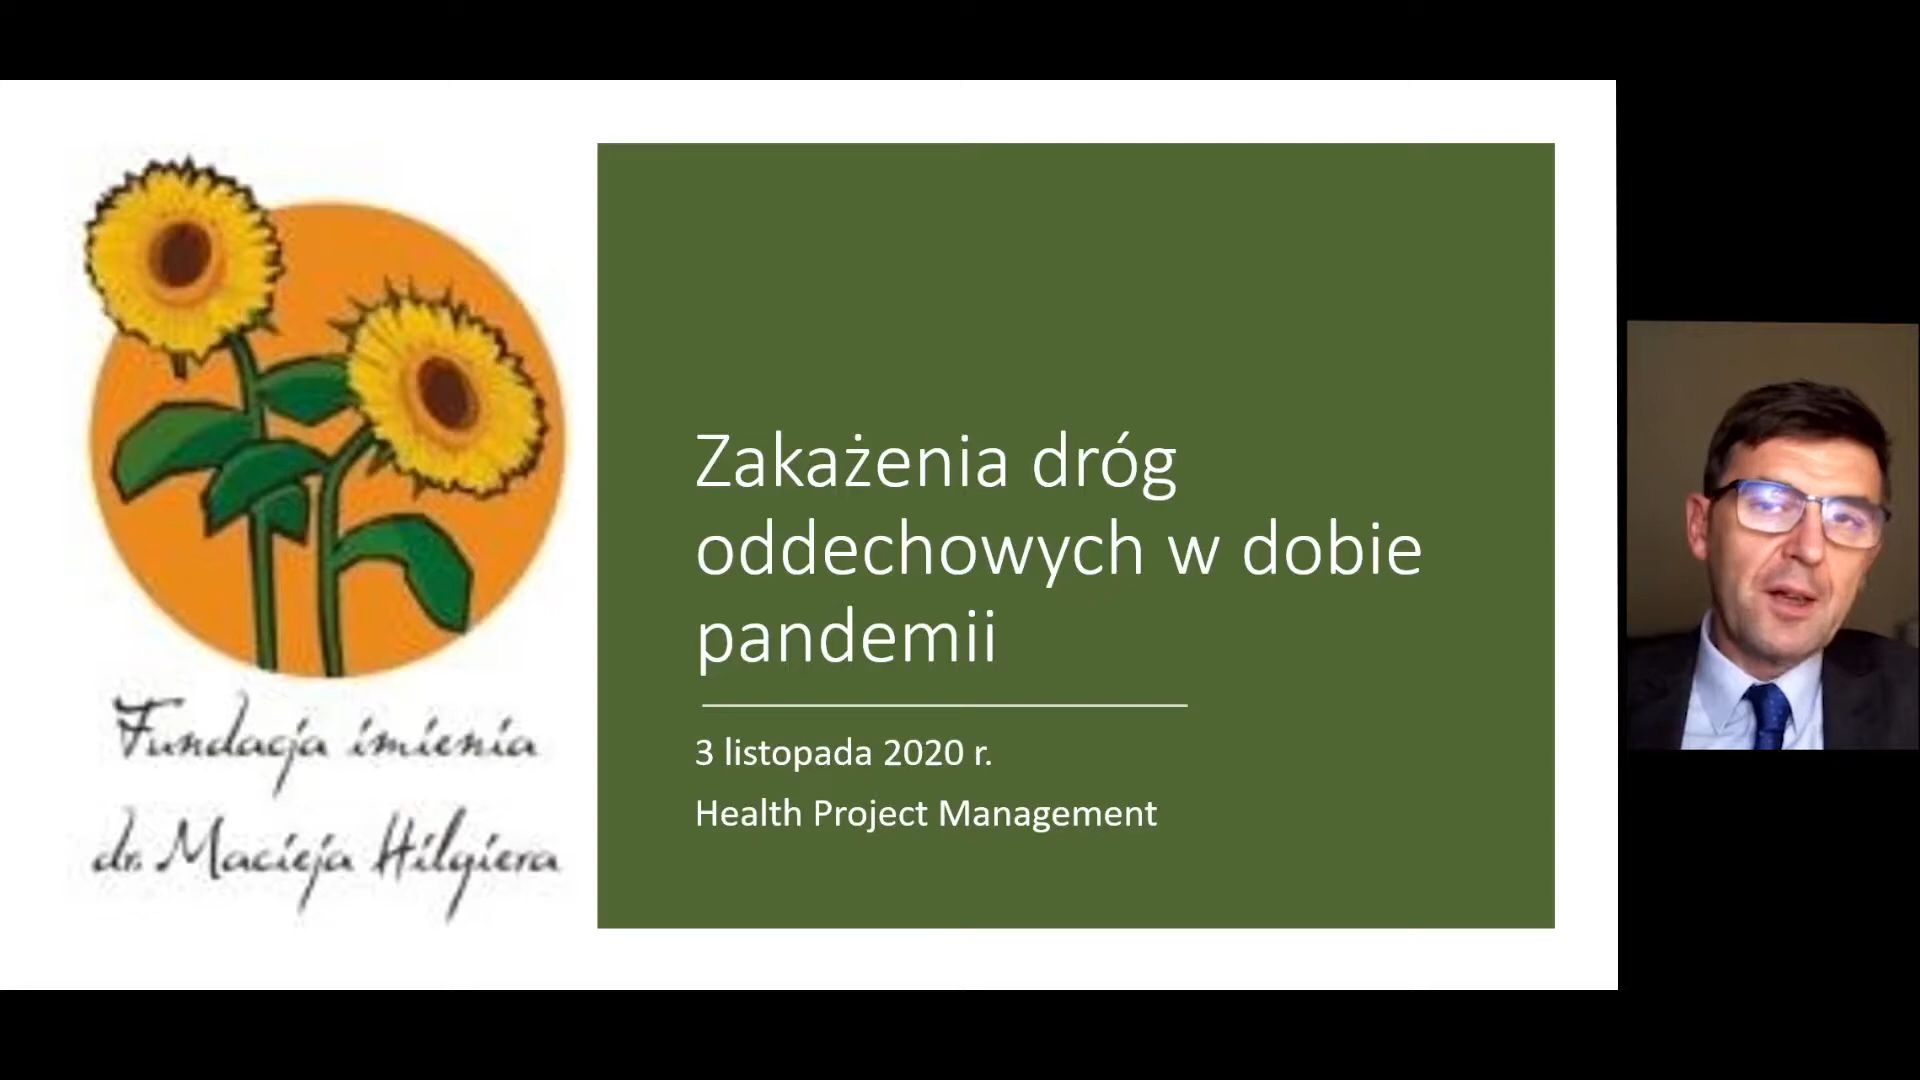 Fundacja imienia
dr. Macieja Hilgiera
Zakażenia dróg
oddechowych w dobie
pandemii
3 listopada 2020 r.
Health Project Management